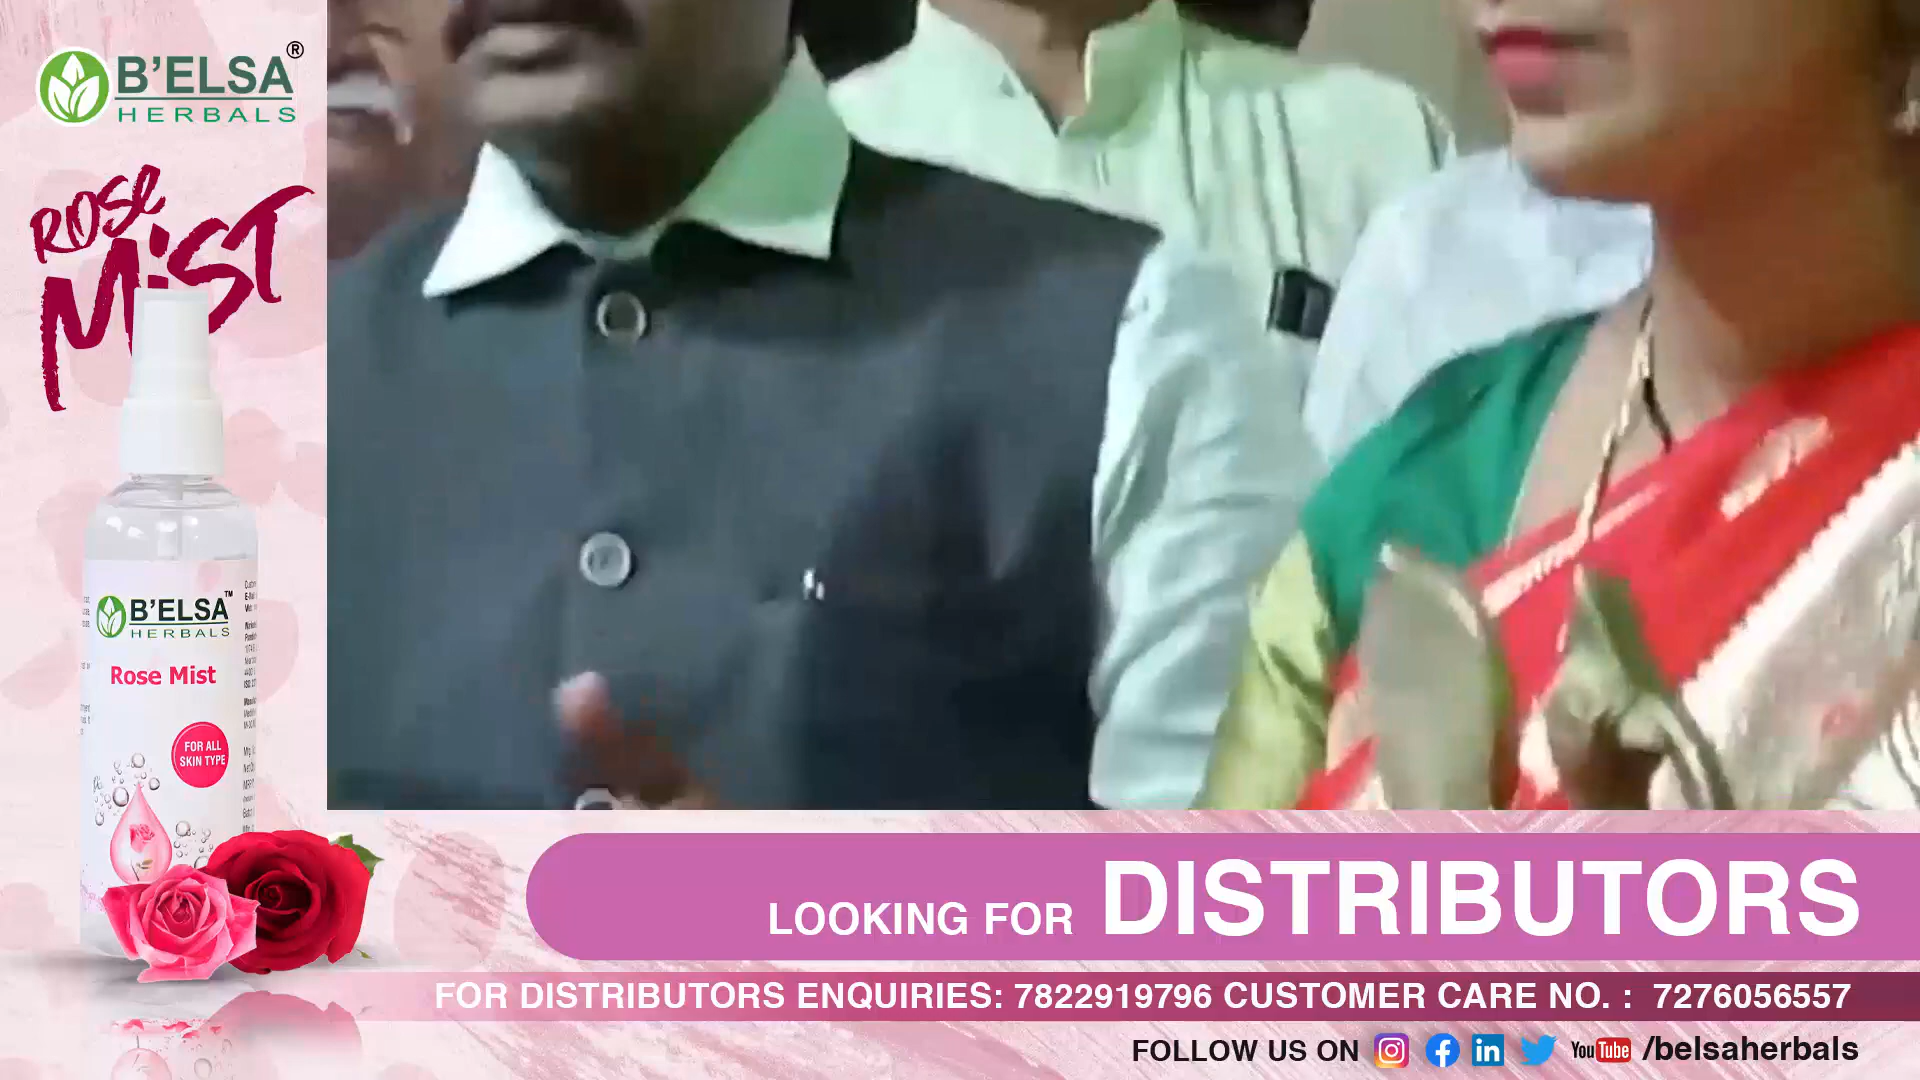 B'ELSA®
HERBALS
ROSE
MiST
B'ELSA™
HERBALS
Rose Mist
FOR ALL
SKIN TYPE
LOOKING FOR DISTRIBUTORS
FOR DISTRIBUTORS ENQUIRIES: 7822919796 CUSTOMER CARE NO. : 7276056557
FOLLOW US ON YouTube /belsaherbals